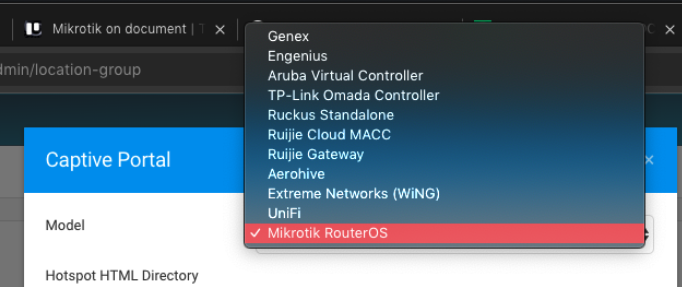 Mikrotik on document | T
dmin/location-group
Genex
Engenius
Aruba Virtual Controller
TP-Link Omada Controller
Ruckus Standalone
Ruijie Cloud MACC
Ruijie Gateway
Aerohive
Extreme Networks (WiNG)
UniFi
Mikrotik RouterOS
Captive Portal
Model
Hotspot HTML Directory